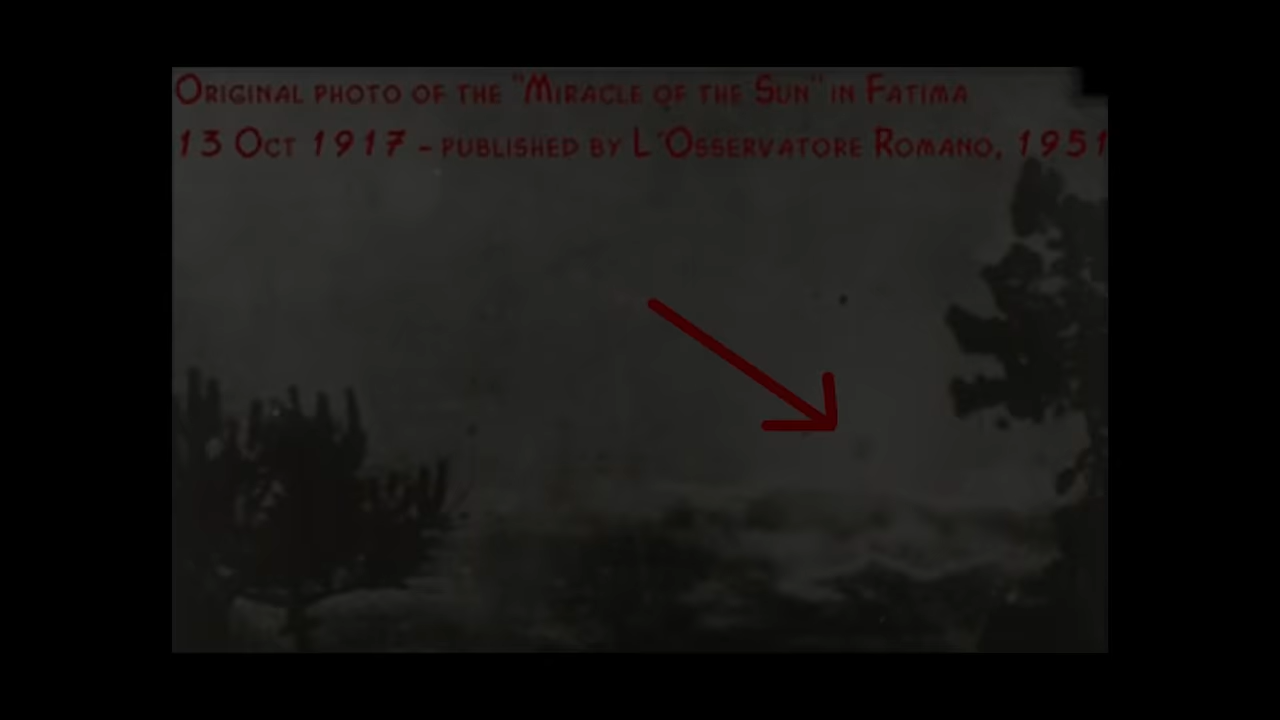 Original photo of the "Miracle of the Sun" in Fatima
13 Oct 1917 - published by L´Osservatore Romano, 1951